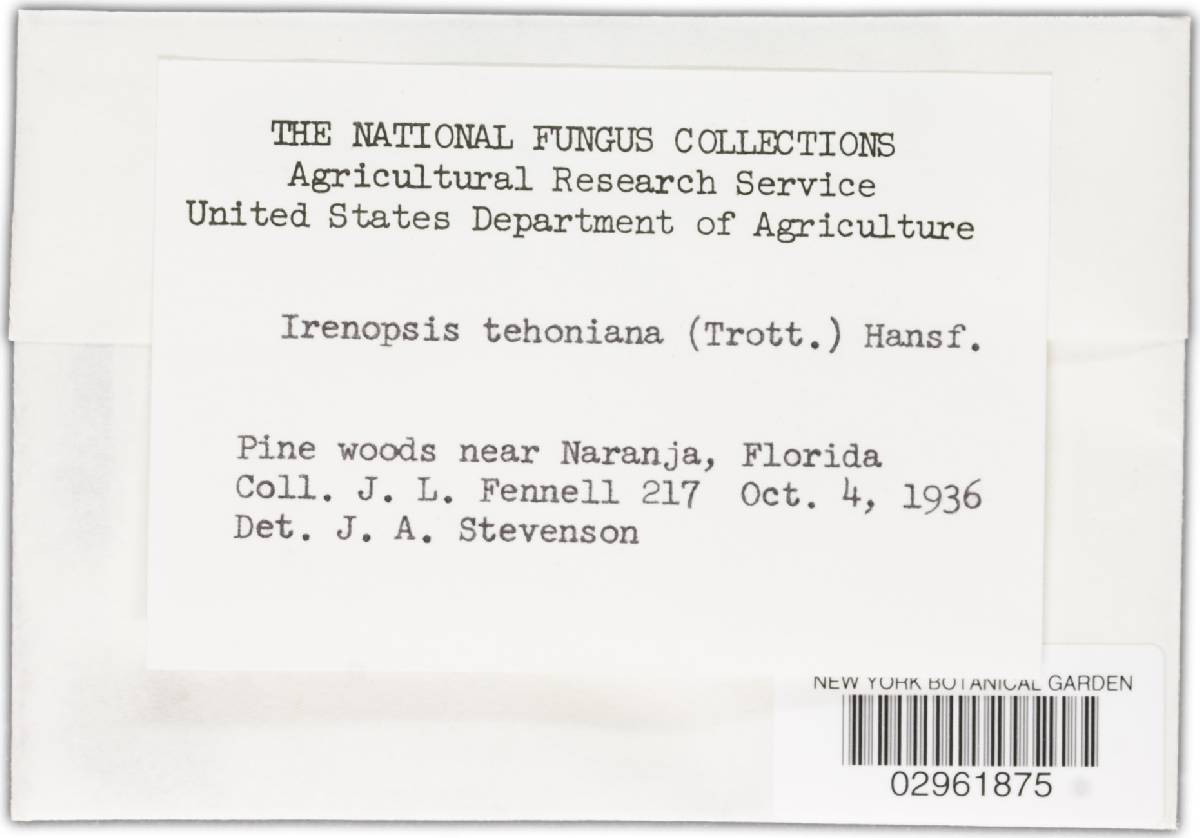 THE NATIONAL FUNGUS COLLECTIONS
Agricultural Research Service
United States Department of Agriculture
Irenopsis tehoniana (Trott.) Hansf.
Pine woods near Naranja, Florida
Coll. J. L. Fennell 217 Oct. 4, 1936
Det. J. A. Stevenson
NEW YORK BOTANICAL GARDEN
02961875